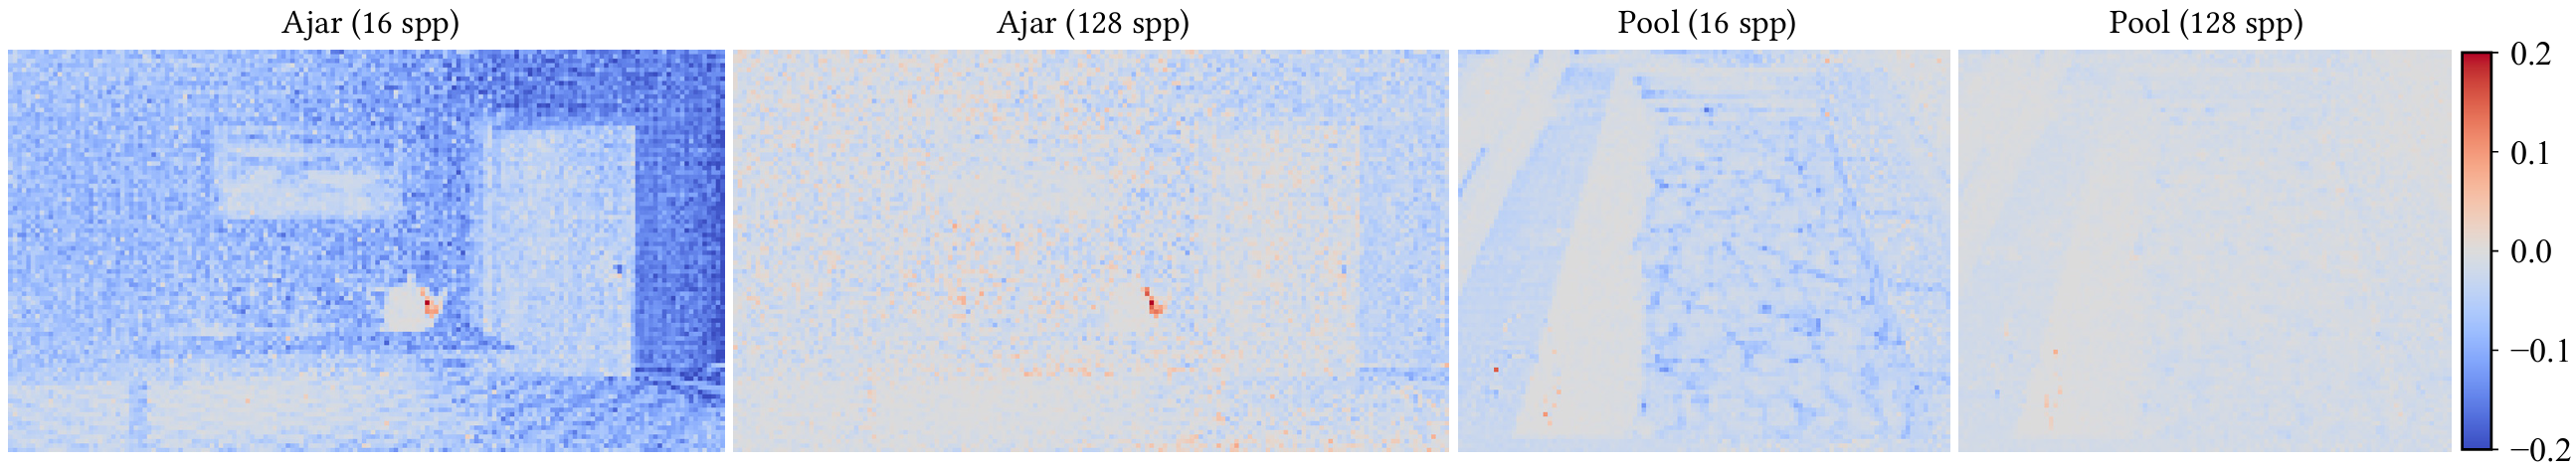 Ajar (16 spp)
Ajar (128 spp)
Pool (16 spp)
Pool (128 spp)
0.2
0.1
0.0
−0.1
−0.2